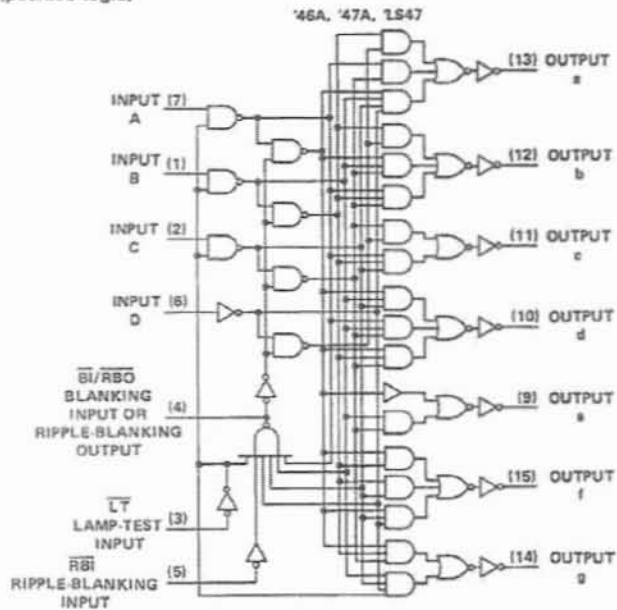 '46A, '47A, 'LS47
INPUT (7)
A
INPUT (1)
B
INPUT (2)
C
INPUT (6)
D
BI/RBO
BLANKING
INPUT OR (4)
RIPPLE-BLANKING
OUTPUT
LT
LAMP-TEST (3)
INPUT
RBI
RIPPLE-BLANKING (5)
INPUT
(13) OUTPUT
a
(12) OUTPUT
b
(11) OUTPUT
c
(10) OUTPUT
d
(9) OUTPUT
e
(15) OUTPUT
f
(14) OUTPUT
g